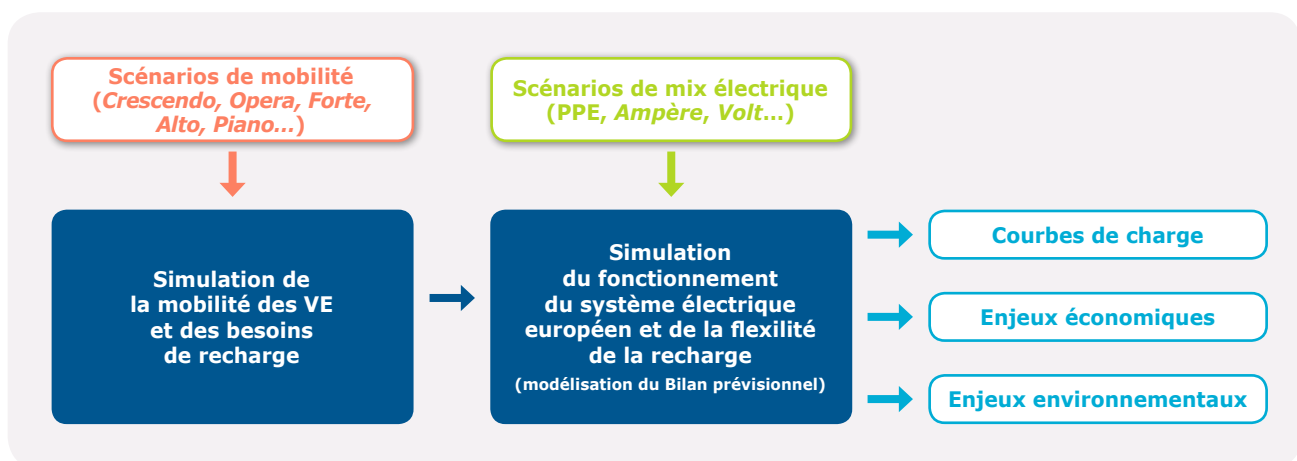 Scénarios de mobilité
(Crescendo, Opera, Forte,
Alto, Piano...)
Scénarios de mix électrique
(PPE, Ampère, Volt...)
Simulation de
la mobilité des VE
et des besoins
de recharge
Simulation
du fonctionnement
du système électrique
européen et de la flexilité
de la recharge
(modélisation du Bilan prévisionnel)
Courbes de charge
Enjeux économiques
Enjeux environnementaux